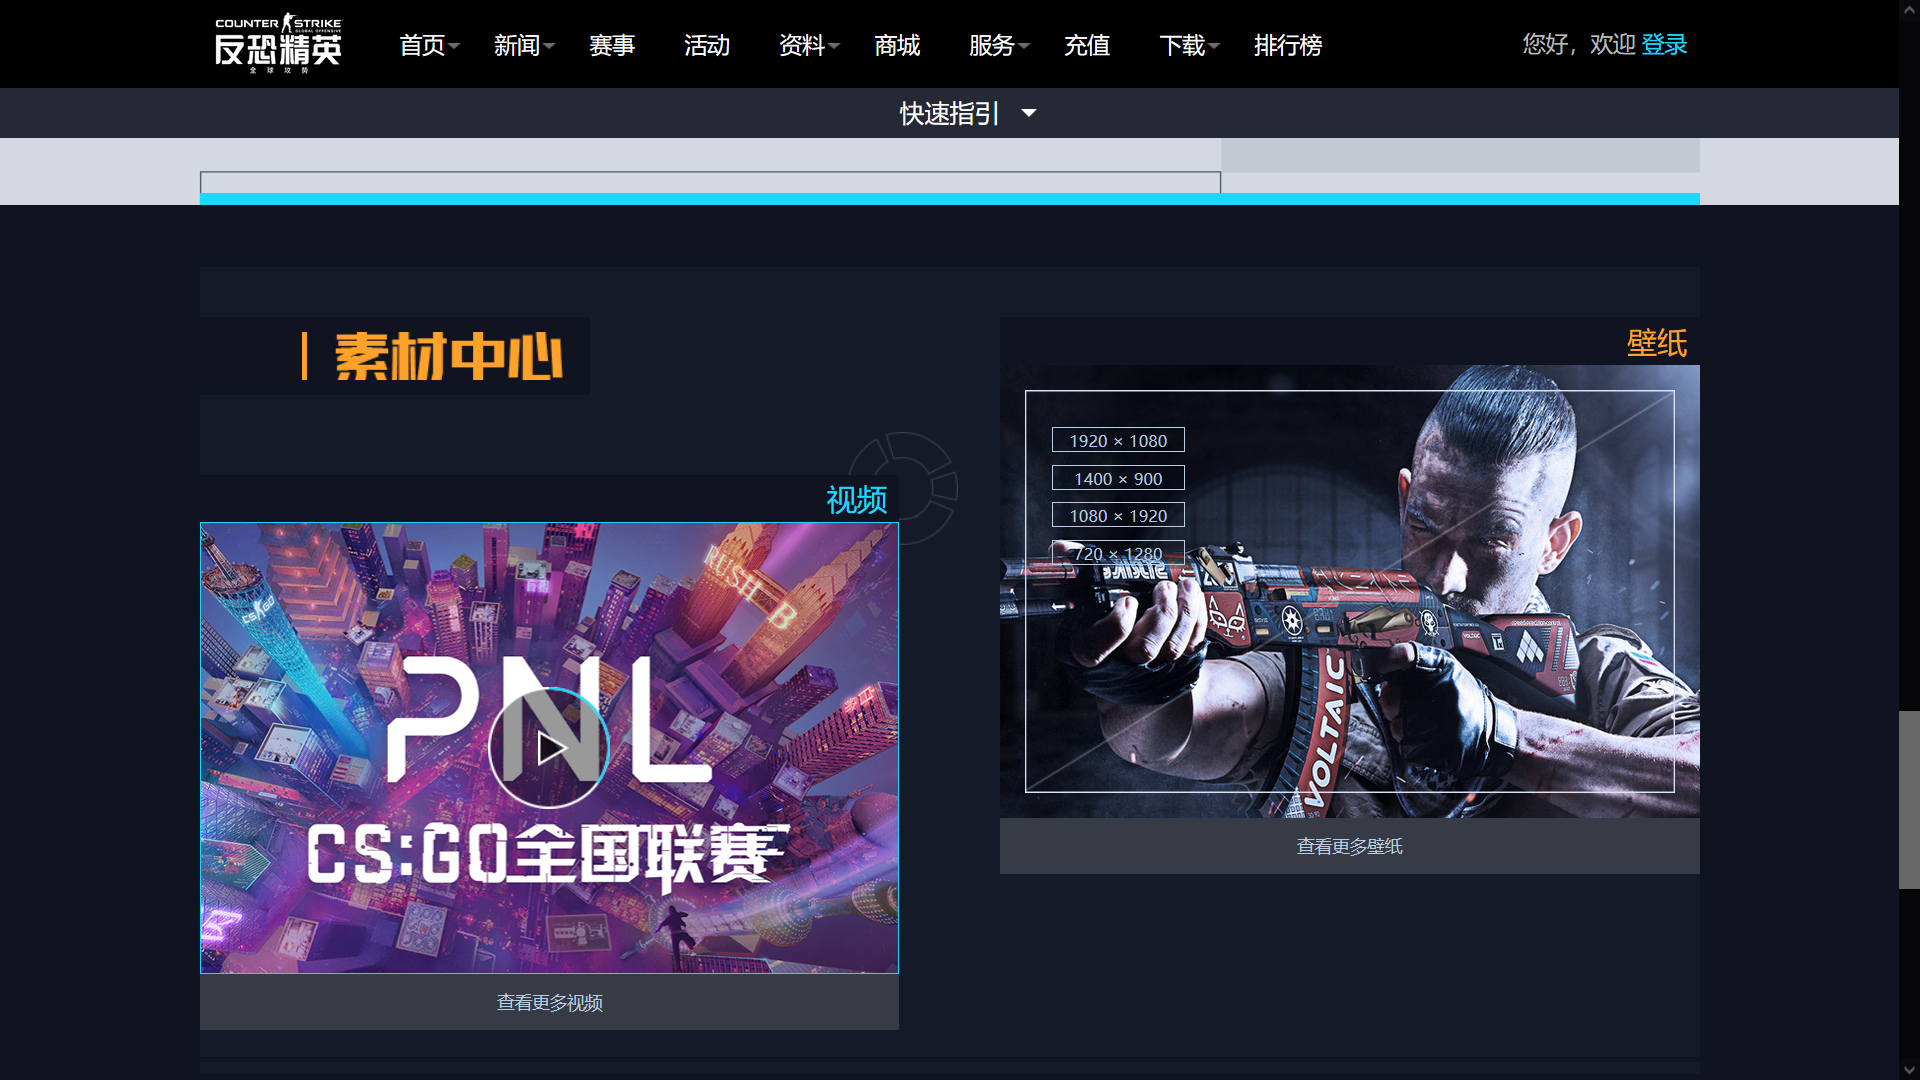 COUNTER STRIKE
GLOBAL OFFENSIVE
反恐精英
全球攻势
首页
新闻
赛事
活动
资料
商城
服务
充值
下载
排行榜
您好，欢迎 登录
快速指引
素材中心
壁纸
1920 × 1080
1400 × 900
1080 × 1920
720 × 1280
VOLTAIC
查看更多壁纸
视频
RUSH B
CS:GO
PNL
CS:GO全国联赛
查看更多视频